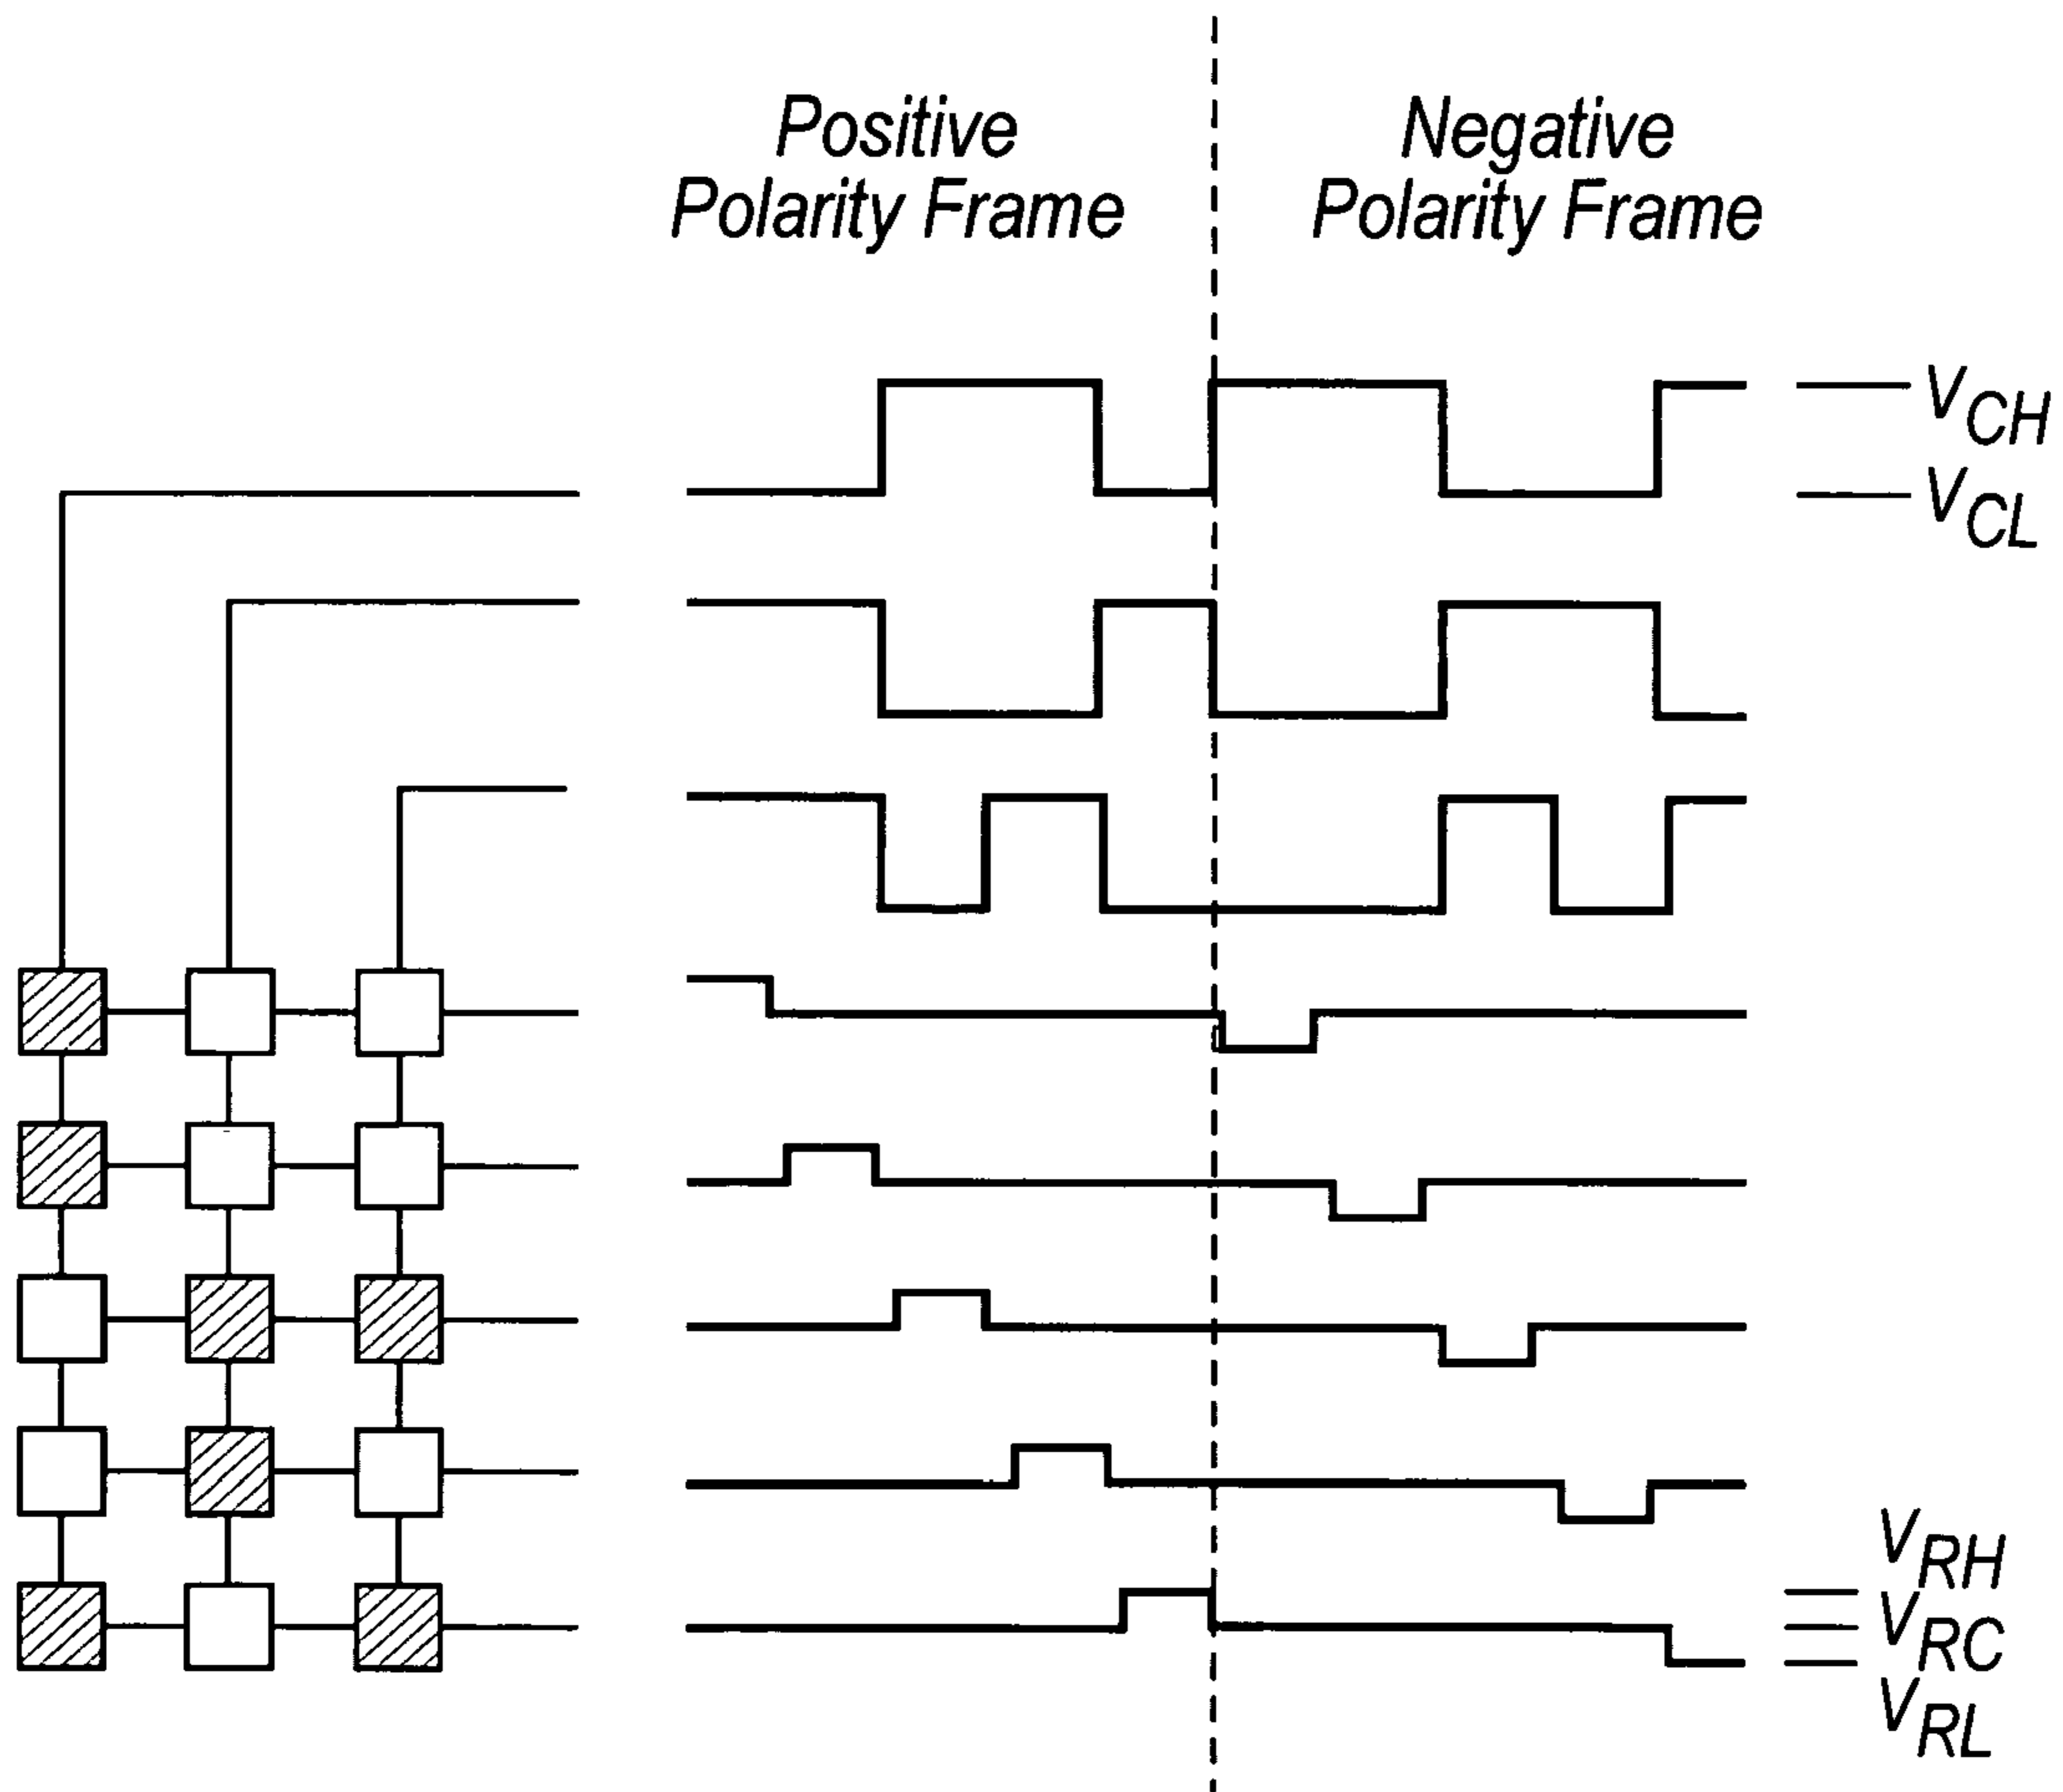 Positive
Polarity Frame
Negative
Polarity Frame
VCH
VCL
VRH
VRC
VRL